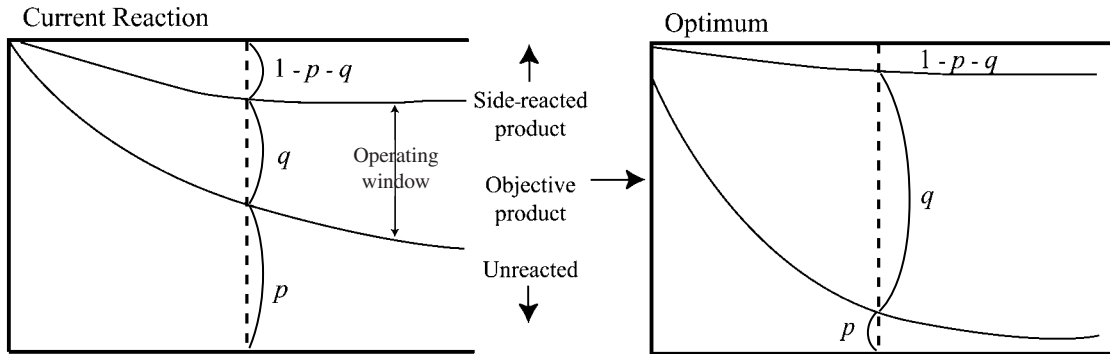 Current Reaction
1 - p - q
q
p
Operating
window
Side-reacted
product
Objective
product
Unreacted
Optimum
1 - p - q
q
p